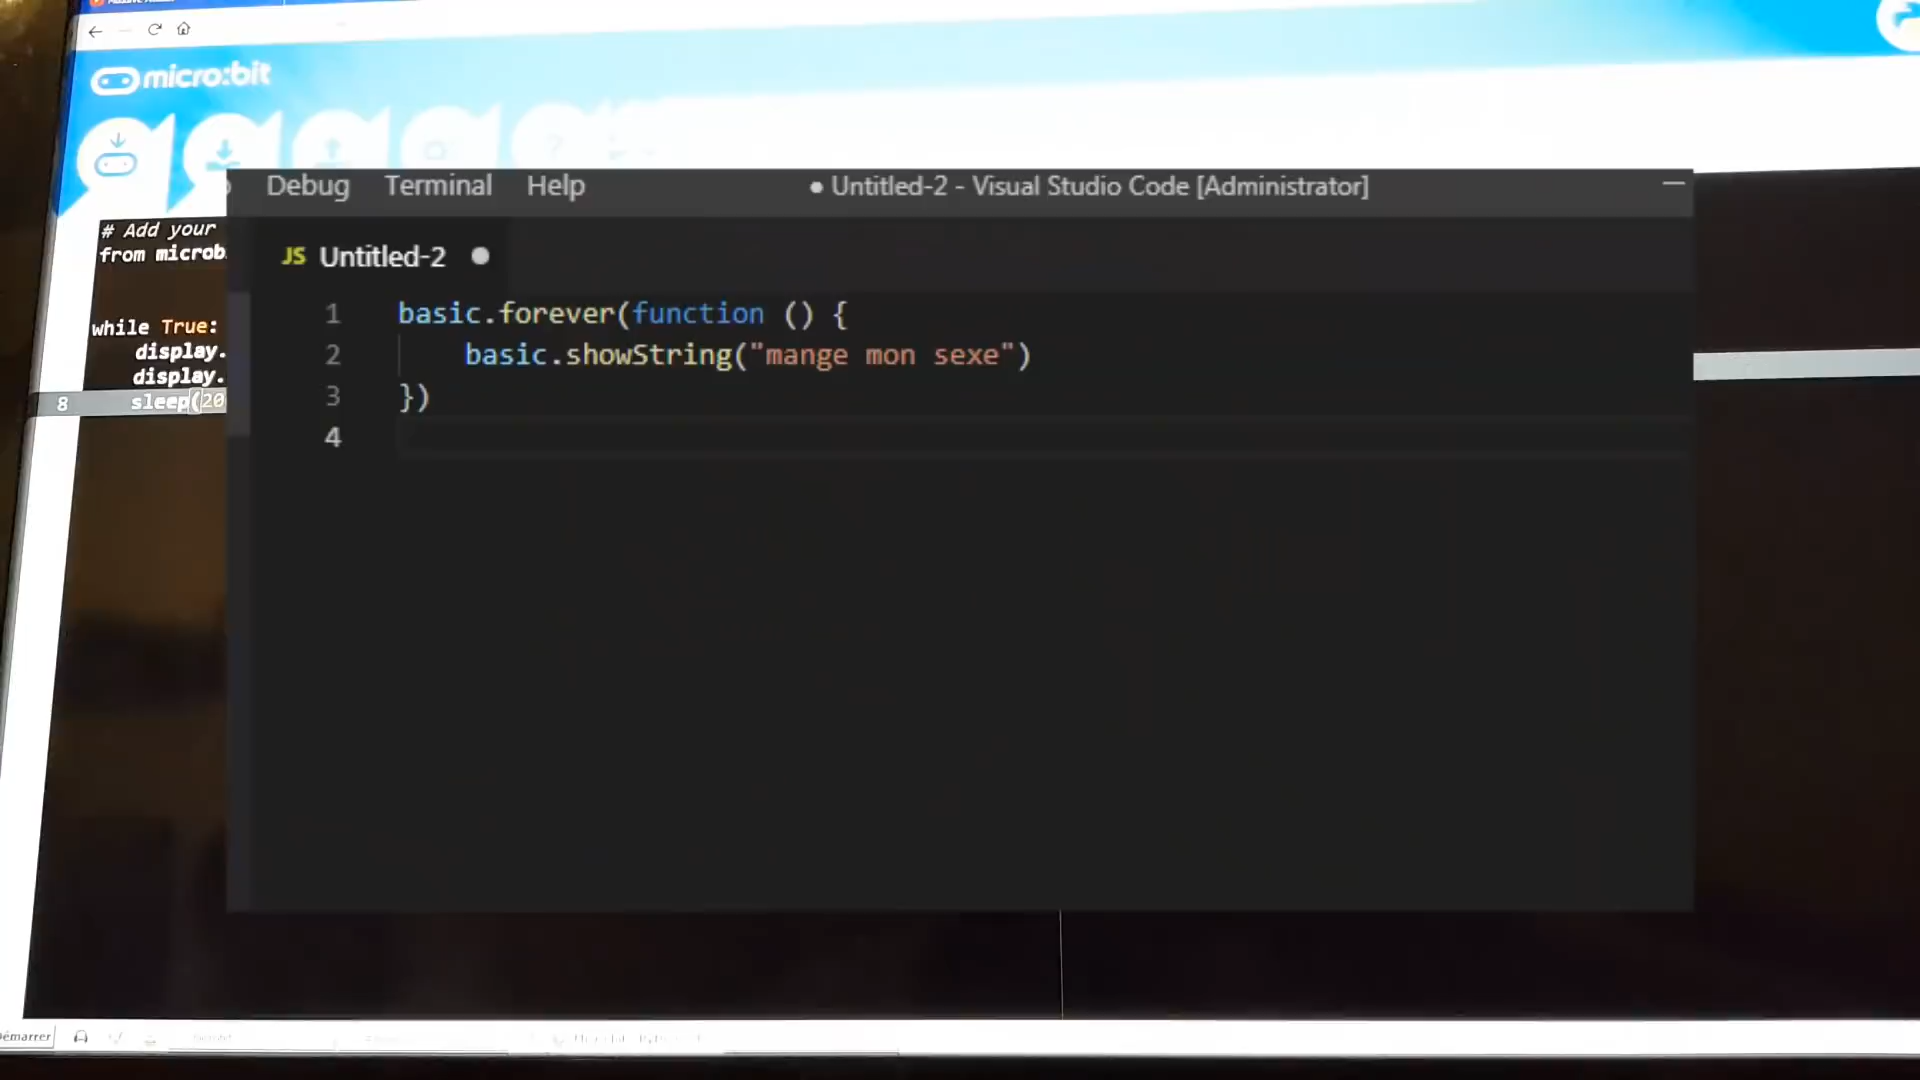 micro:bit
Debug Terminal Help
● Untitled-2 - Visual Studio Code [Administrator]
# Add your
from microb
JS Untitled-2
1 basic.forever(function () {
2 basic.showString("mange mon sexe")
3 })
4
while True:
display.
display.
8 sleep(20
Démarrer